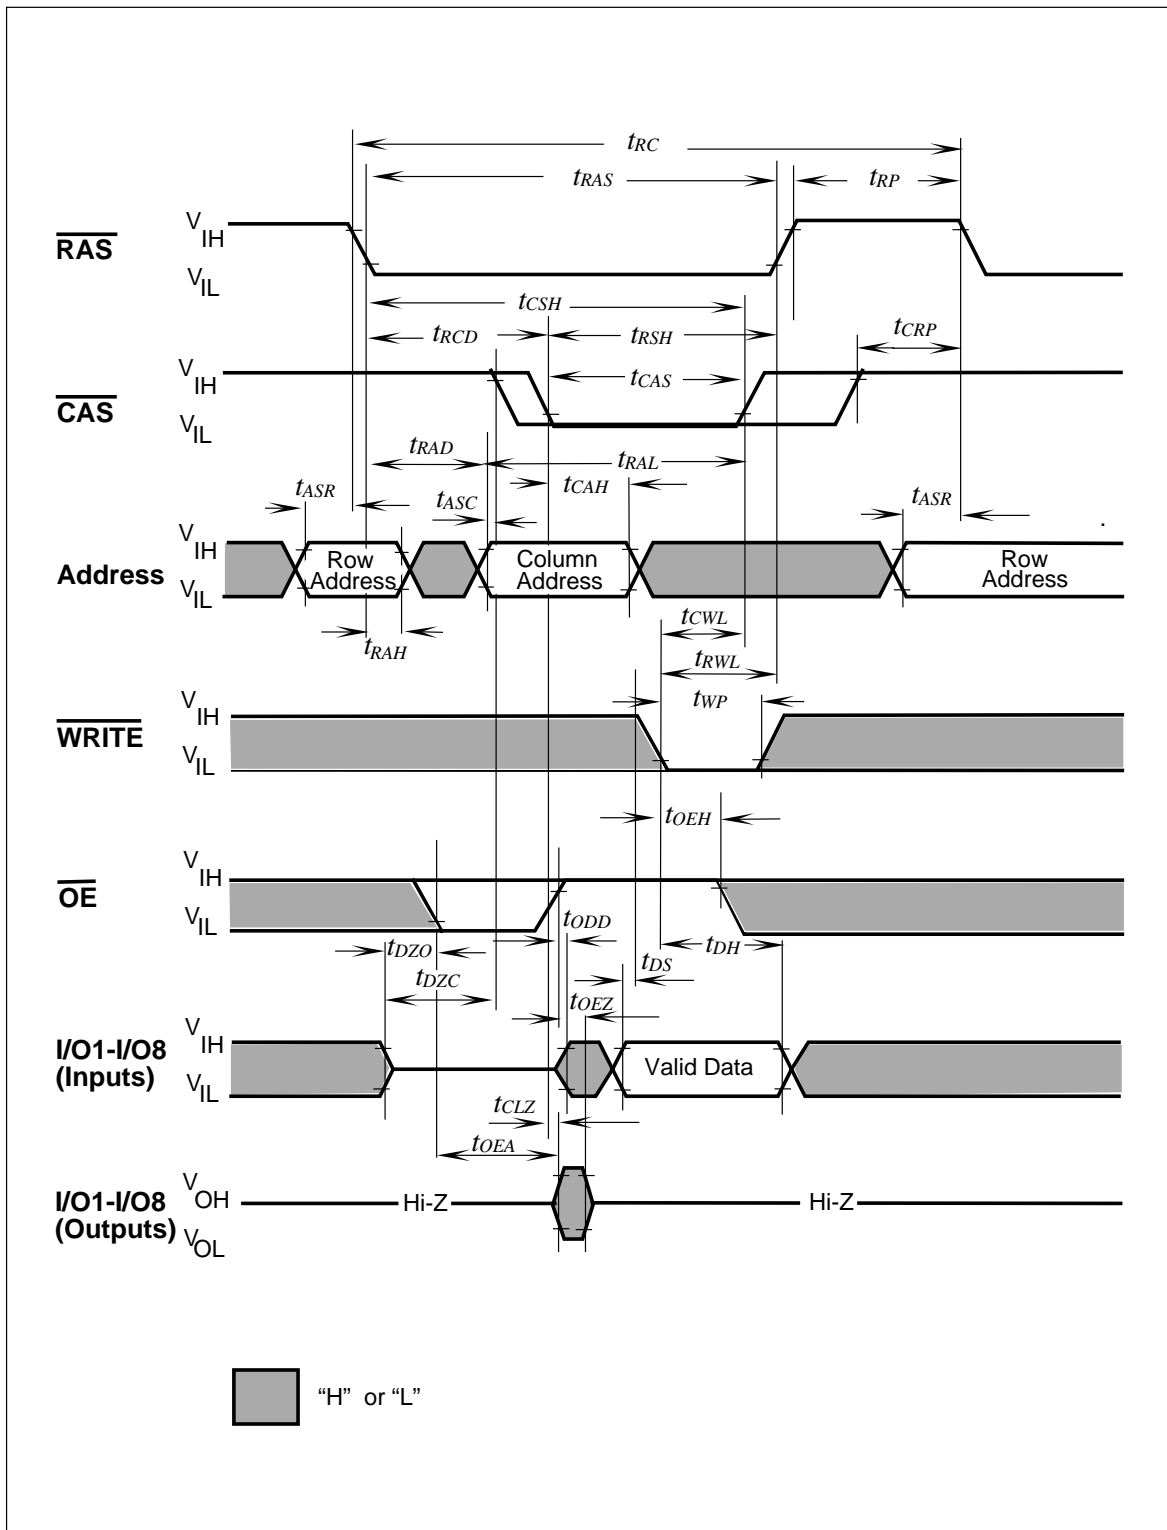 tRC
tRAS
tRP
RAS
VIH
VIL
tCSH
tRCD
tRSH
tCRP
CAS
VIH
VIL
tCAS
tRAD
tRAL
tASR
tASC
tCAH
tASR
Address
VIH
VIL
Row
Address
Column
Address
Row
Address
tRAH
tCWL
tRWL
tWP
WRITE
VIH
VIL
tOEH
OE
VIH
VIL
tODD
tDZO
tDH
tDS
tDZC
tOEZ
I/O1-I/O8
(Inputs)
VIH
VIL
Valid Data
tCLZ
tOEA
I/O1-I/O8
(Outputs)
VOH
VOL
Hi-Z
Hi-Z
“H” or “L”